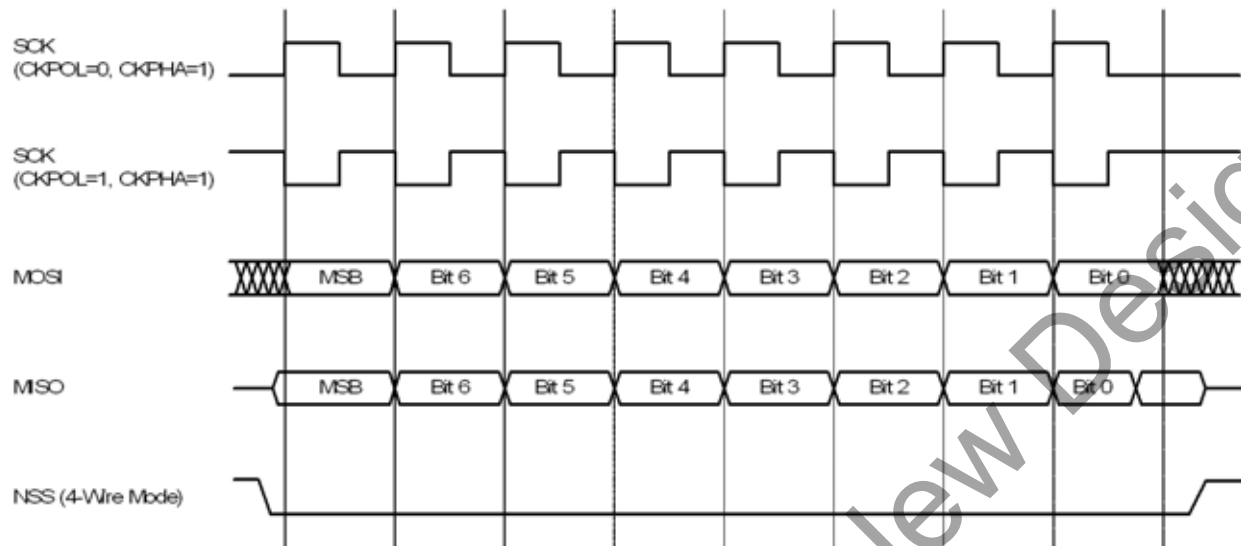 SCK
(CKPOL=0, CKPHA=1)
SCK
(CKPOL=1, CKPHA=1)
MOSI
MSB
Bit 6
Bit 5
Bit 4
Bit 3
Bit 2
Bit 1
Bit 0
MISO
MSB
Bit 6
Bit 5
Bit 4
Bit 3
Bit 2
Bit 1
Bit 0
NSS (4-Wire Mode)